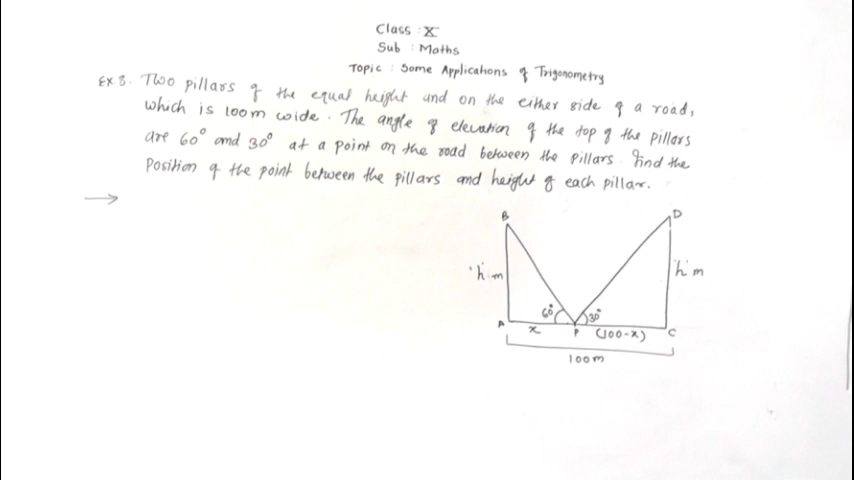 Class : X
Sub : Maths
Topic : Some Applications of Trigonometry
Ex 8. Two pillars of the equal height and on the either side of a road,
which is 100m wide. The angle of elevation of the top of the pillars
are 60° and 30° at a point on the road between the pillars. find the
Position of the point between the pillars and height of each pillar.
B D
'h' m 'h' m
60° 30°
A x P (100-x) C
100m